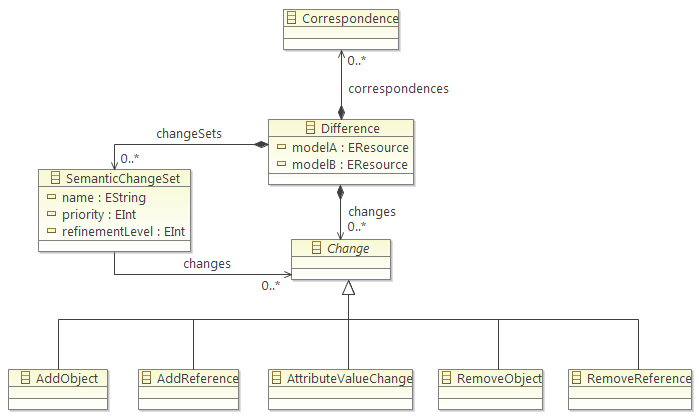 Correspondence
0..*
correspondences
Difference
modelA : EResource
modelB : EResource
changeSets
0..*
SemanticChangeSet
name : EString
priority : EInt
refinementLevel : EInt
changes
0..*
Change
changes
0..*
AddObject
AddReference
AttributeValueChange
RemoveObject
RemoveReference